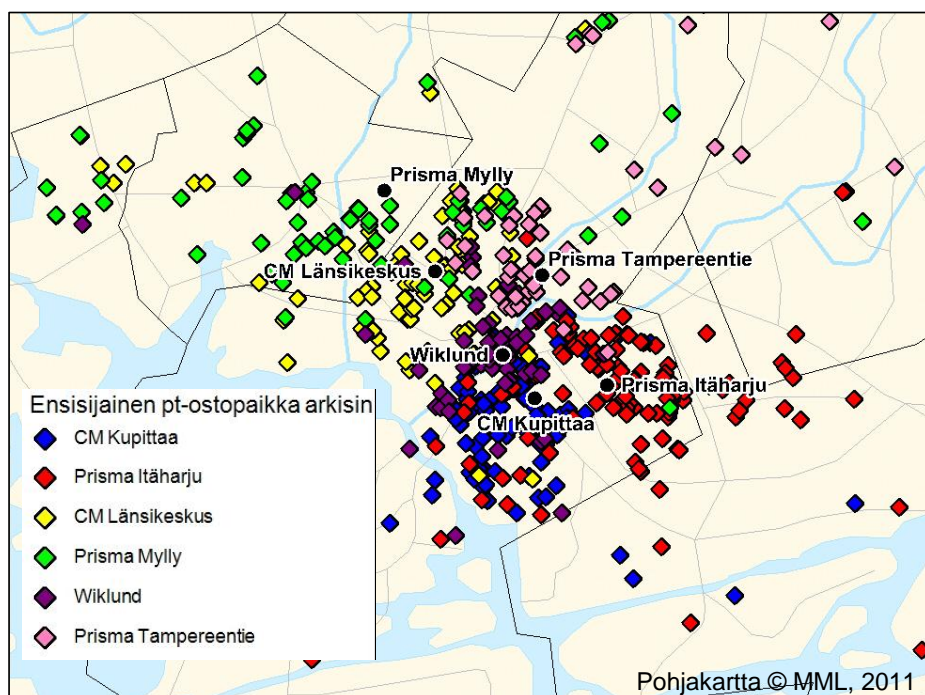 Prisma Mylly
Prisma Tampereentie
CM Länsikeskus
Wiklund
Prisma Itäharju
CM Kupittaa
Ensisijainen pt-ostopaikka arkisin
CM Kupittaa
Prisma Itäharju
CM Länsikeskus
Prisma Mylly
Wiklund
Prisma Tampereentie
Pohjakartta © MML, 2011